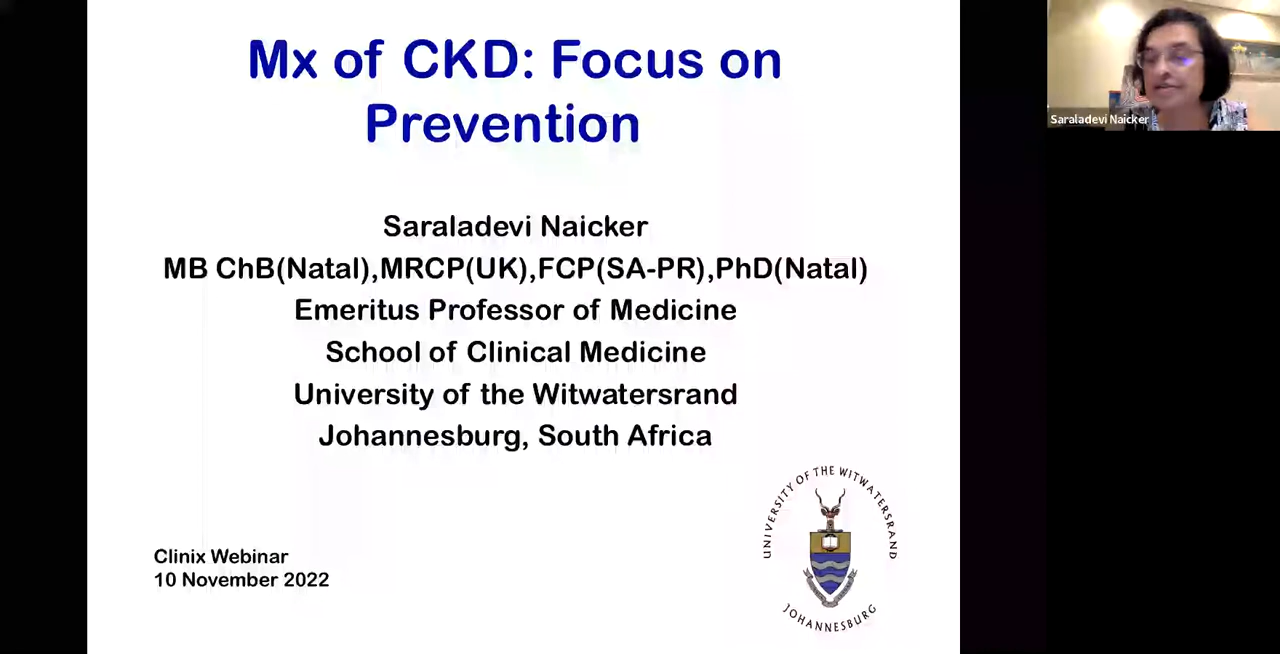 Mx of CKD: Focus on
Prevention
Saraladevi Naicker
MB ChB(Natal),MRCP(UK),FCP(SA-PR),PhD(Natal)
Emeritus Professor of Medicine
School of Clinical Medicine
University of the Witwatersrand
Johannesburg, South Africa
Clinix Webinar
10 November 2022
UNIVERSITY OF THE WITWATERSRAND
JOHANNESBURG
Saraladevi Naicker